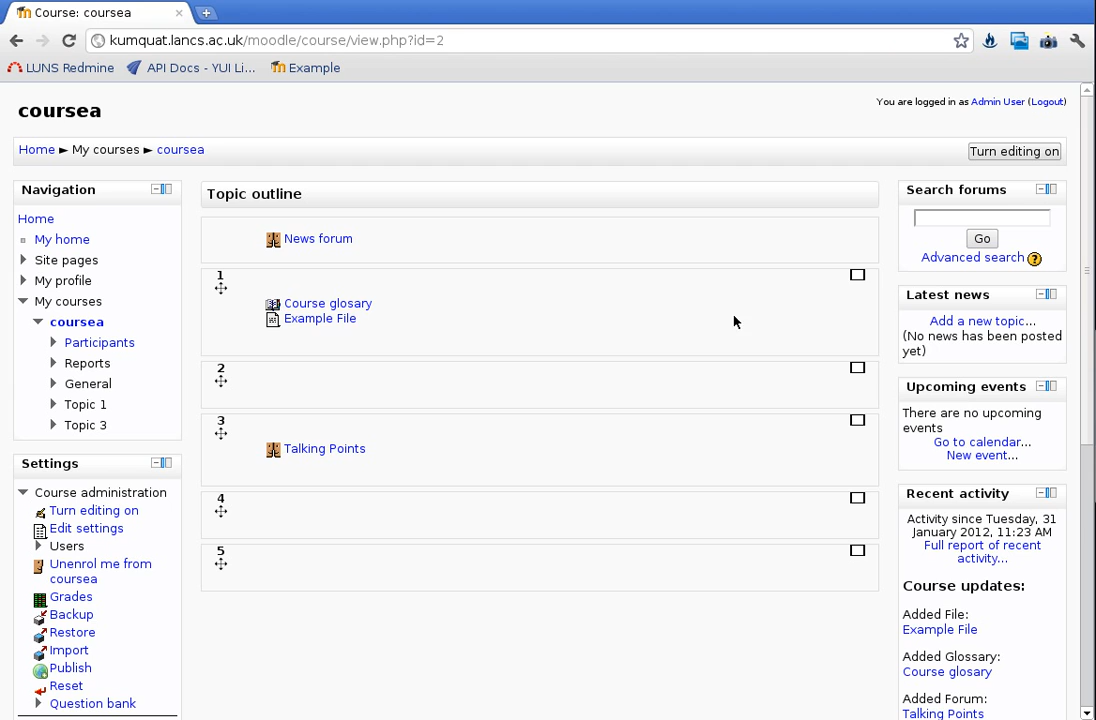 Course: coursea
kumquat.lancs.ac.uk/moodle/course/view.php?id=2
LUNS Redmine
API Docs - YUI Li...
Example
coursea
You are logged in as Admin User (Logout)
Home ► My courses ► coursea
Turn editing on
Navigation
Home
My home
Site pages
My profile
My courses
coursea
Participants
Reports
General
Topic 1
Topic 3
Settings
Course administration
Turn editing on
Edit settings
Users
Unenrol me from
coursea
Grades
Backup
Restore
Import
Publish
Reset
Question bank
Topic outline
News forum
1
Course glosary
Example File
2
3
Talking Points
4
5
Search forums
Go
Advanced search ?
Latest news
Add a new topic...
(No news has been posted
yet)
Upcoming events
There are no upcoming
events
Go to calendar...
New event...
Recent activity
Activity since Tuesday, 31
January 2012, 11:23 AM
Full report of recent
activity...
Course updates:
Added File:
Example File
Added Glossary:
Course glosary
Added Forum:
Talking Points